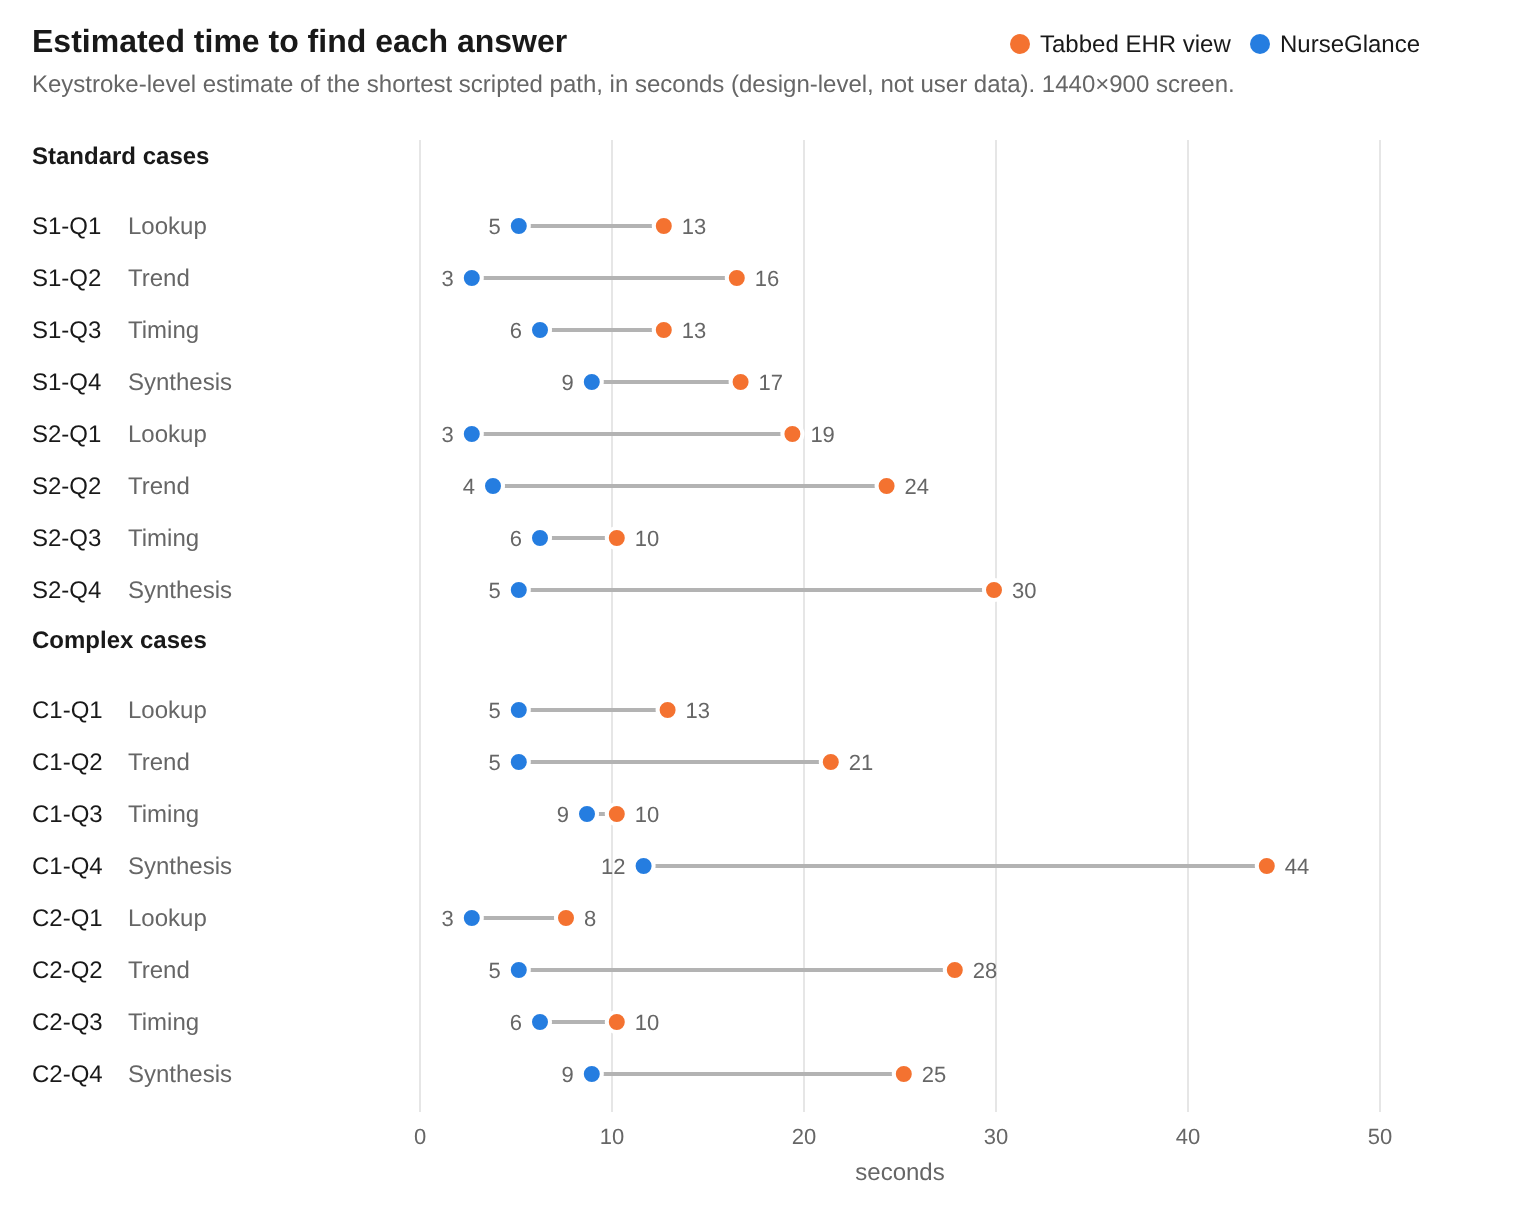 Estimated time to find each answer
Tabbed EHR view NurseGlance
Keystroke-level estimate of the shortest scripted path, in seconds (design-level, not user data). 1440×900 screen.
Standard cases
S1-Q1 Lookup 5 13
S1-Q2 Trend 3 16
S1-Q3 Timing 6 13
S1-Q4 Synthesis 9 17
S2-Q1 Lookup 3 19
S2-Q2 Trend 4 24
S2-Q3 Timing 6 10
S2-Q4 Synthesis 5 30
Complex cases
C1-Q1 Lookup 5 13
C1-Q2 Trend 5 21
C1-Q3 Timing 9 10
C1-Q4 Synthesis 12 44
C2-Q1 Lookup 3 8
C2-Q2 Trend 5 28
C2-Q3 Timing 6 10
C2-Q4 Synthesis 9 25
0 10 20 30 40 50
seconds